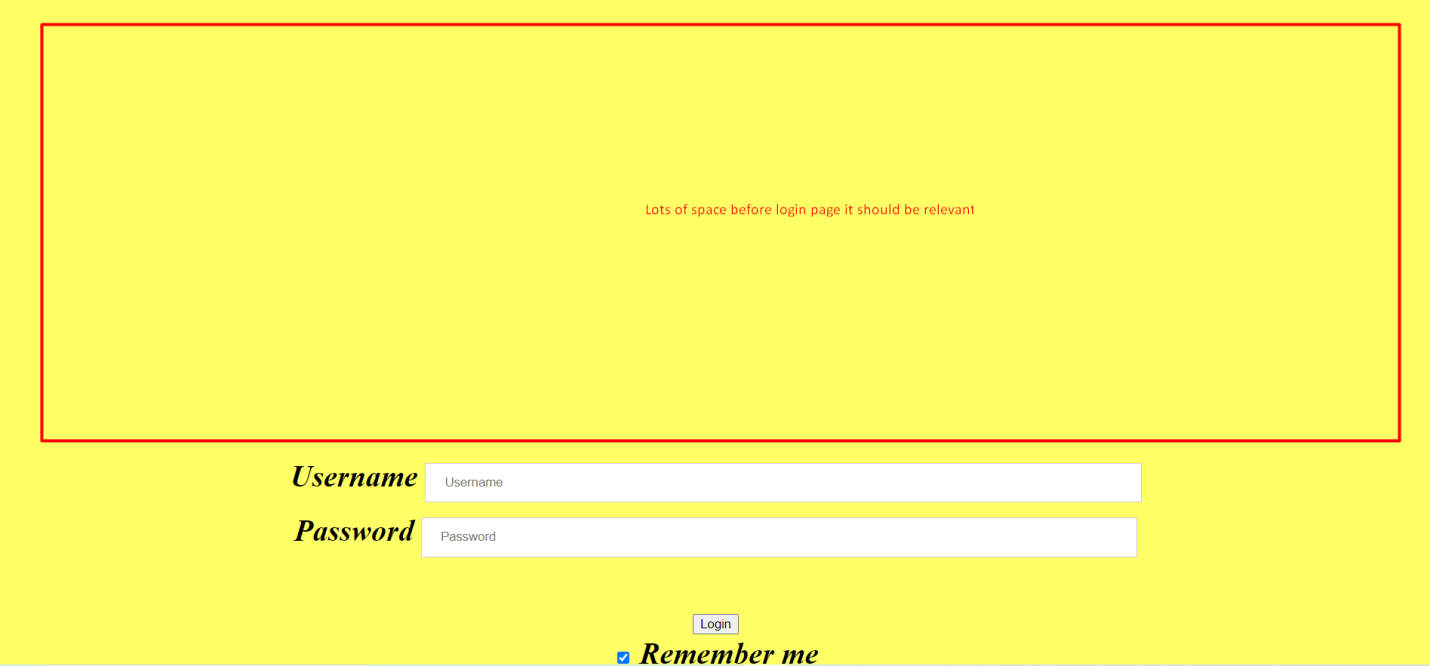 Lots of space before login page it should be relevant
Username Username
Password Password
Login
Remember me